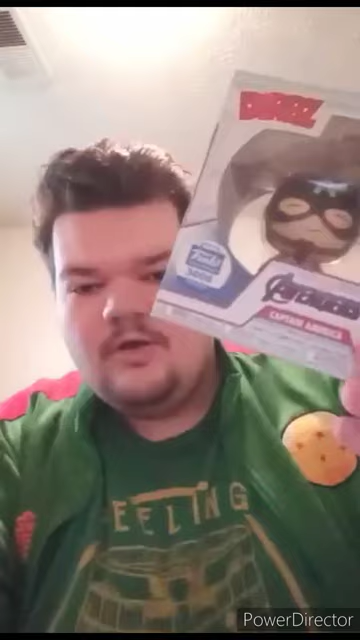 DORBZ
Funko
AVENGERS
CAPTAIN AMERICA
EELING
PowerDirector